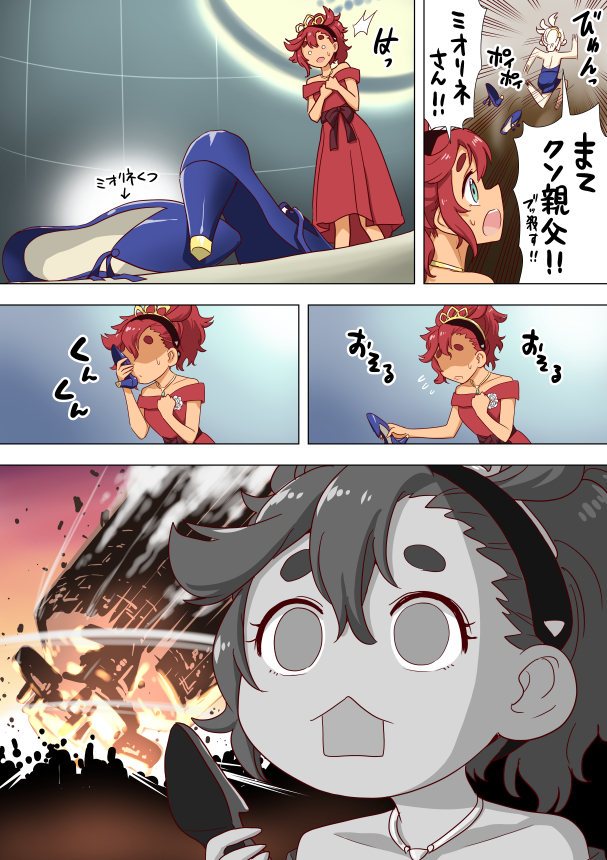 びゅんっ
ポイ
ポイ
まて
クソ親父!!
ブッ殺す!!
ミオリネ
さん!!
はっ
ミオリネくつ
おそる
おそる
くん
くん